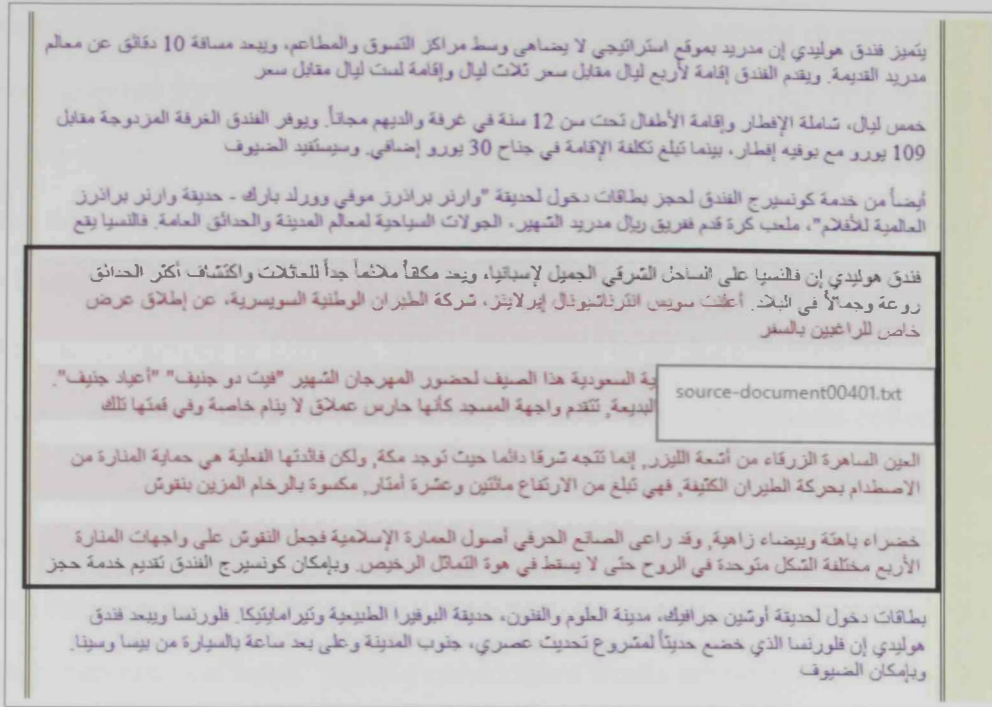 يتميز فندق هوليدي إن مدريد بموقع استراتيجي لا يضاهى وسط مراكز التسوق والمطاعم، ويبعد مسافة 10 دقائق عن معالم
مدريد القديمة. ويقدم الفندق إقامة لأربع ليال مقابل سعر ثلاث ليال وإقامة لست ليال مقابل سعر
خمس ليال، شاملة الإفطار وإقامة الأطفال تحت سن 12 سنة في غرفة والديهم مجاناً. ويوفر الفندق الغرفة المزدوجة مقابل
109 يورو مع بوفيه إفطار، بينما تبلغ تكلفة الإقامة في جناح 30 يورو إضافي. وسيستفيد الضيوف
أيضاً من خدمة كونسيرج الفندق لحجز بطاقات دخول لحديقة "وارنر براذرز موفي وورلد بارك - حديقة وارنر براذرز
العالمية للأفلام"، ملعب كرة قدم ففريق ريال مدريد الشهير، الجولات السياحية لمعالم المدينة والحدائق العامة. فالنسيا يقع
فندق هوليدي إن فالنسيا على الساحل الشرقي الجميل لإسبانيا، ويعد مكقاً ملائماً جداً للعائلات واكتشاف أكثر الحدائق
روعة وجمالاً في البلاد. أعلنت سويس انترناشيونال إيرلاينز، شركة الطيران الوطنية السويسرية، عن إطلاق عرض
خاص للراغبين بالسفر
ية السعودية هذا الصيف لحضور المهرجان الشهير "فيت دو جنيف" "أعياد جنيف".
source-document00401.txt
البديعة, تتقدم واجهة المسجد كأنها حارس عملاق لا ينام خاصة وفي قمتها تلك
العين الساهرة الزرقاء من أشعة الليزر, إنما تتجه شرقا دائما حيث توجد مكة, ولكن فائدتها الفعلية هي حماية المنارة من
الاصطدام بحركة الطيران الكثيفة, فهي تبلغ من الارتفاع مائتين وعشرة أمتار, مكسوة بالرخام المزين بنقوش
خضراء باهتة وبيضاء زاهية, وقد راعى الصانع الحرفي أصول العمارة الإسلامية فجعل النقوش على واجهات المنارة
الأربع مختلفة الشكل متوحدة في الروح حتى لا يسقط في هوة التماثل الرخيص. وبإمكان كونسيرج الفندق تقديم خدمة حجز
بطاقات دخول لحديقة أوشين جرافيك، مدينة العلوم والفنون، حديقة البوفيرا الطبيعية وتيرامايتيكا. فلورنسا ويبعد فندق
هوليدي إن فلورنسا الذي خضع حديثاً لمشروع تحديث عصري، جنوب المدينة وعلى بعد ساعة بالسيارة من بيسا وسينا.
وبإمكان الضيوف